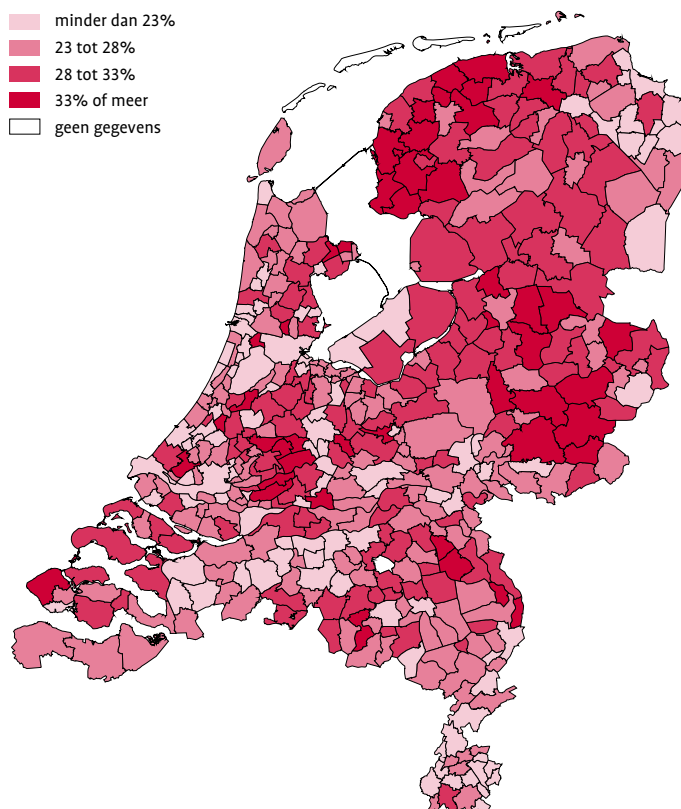 minder dan 23%
23 tot 28%
28 tot 33%
33% of meer
geen gegevens